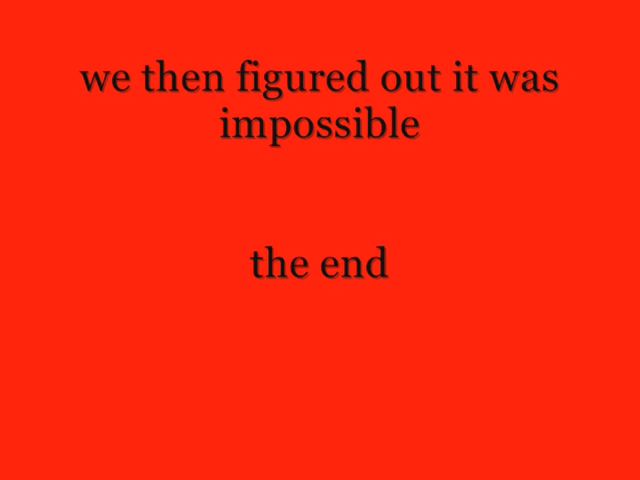 we then figured out it was
impossible
the end